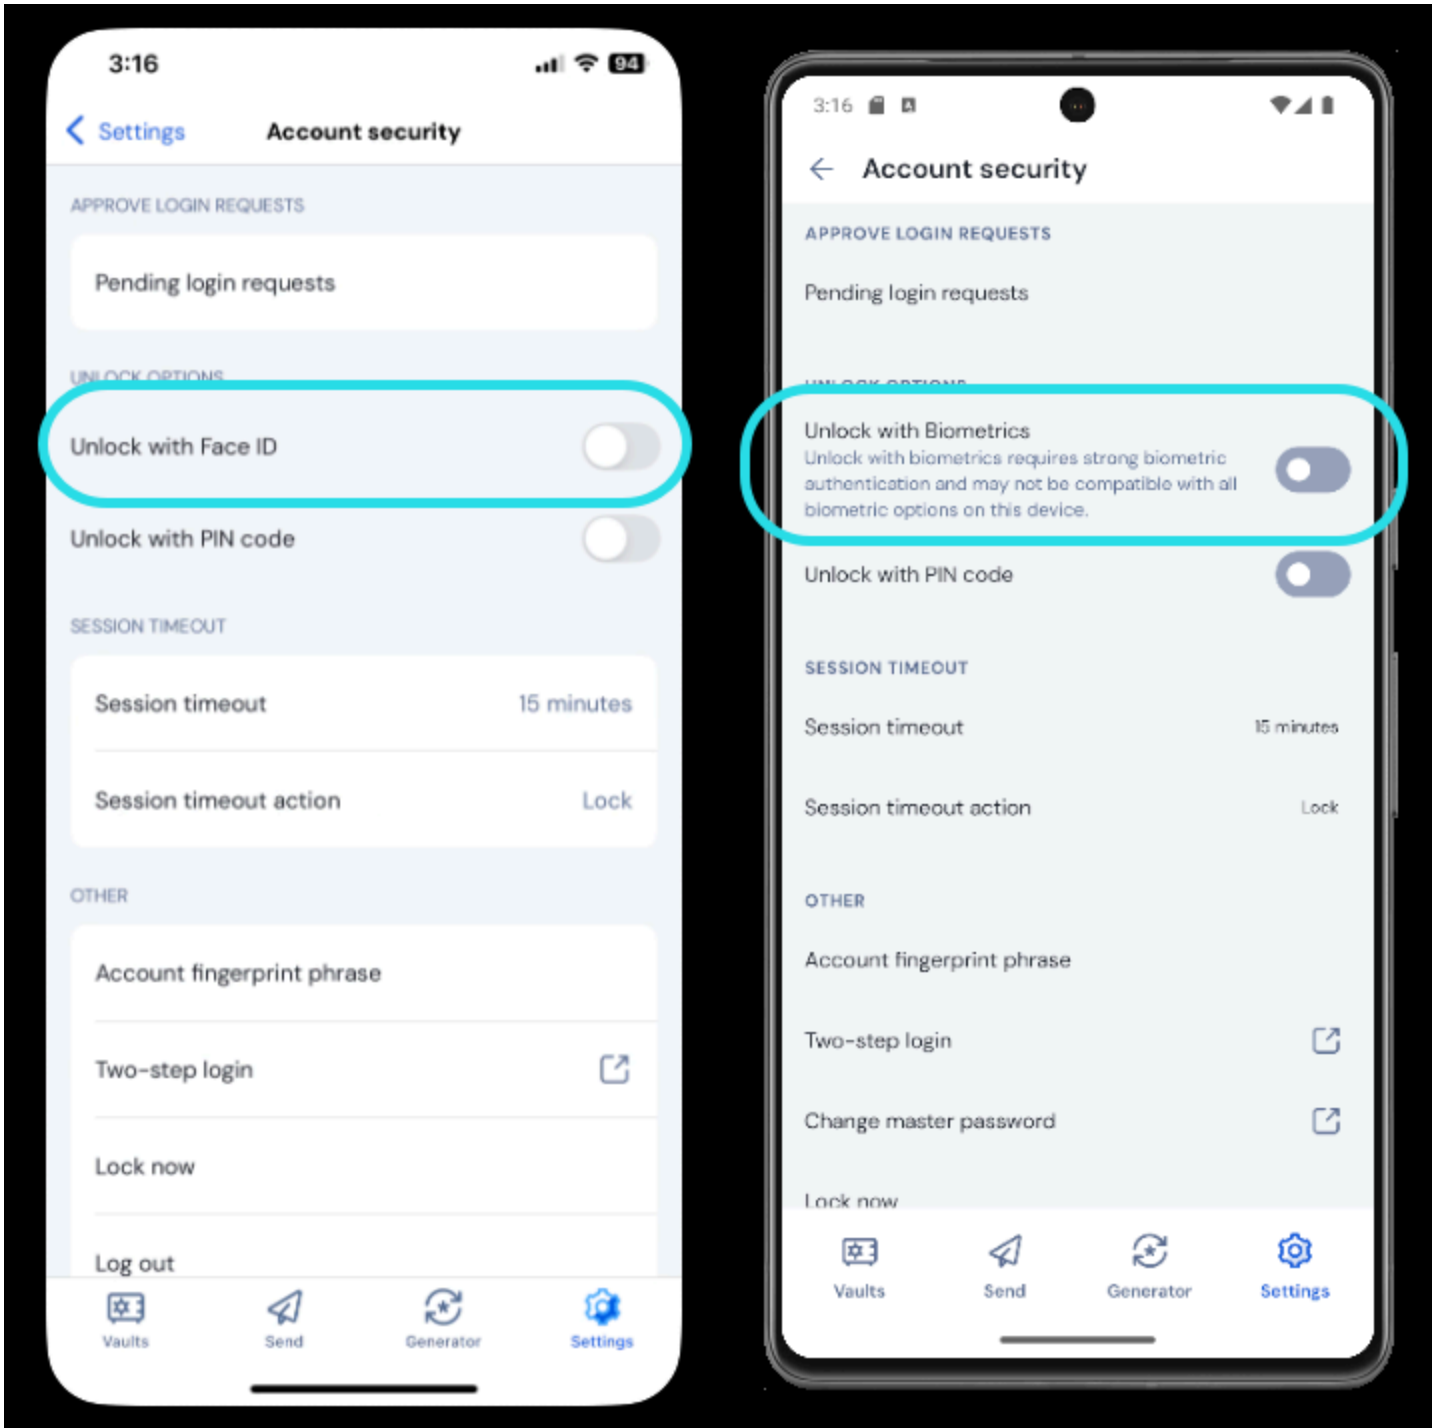 3:16
94
Settings
Account security
APPROVE LOGIN REQUESTS
Pending login requests
UNLOCK OPTIONS
Unlock with Face ID
Unlock with PIN code
SESSION TIMEOUT
Session timeout
15 minutes
Session timeout action
Lock
OTHER
Account fingerprint phrase
Two-step login
Lock now
Log out
Vaults
Send
Generator
Settings
3:16
Account security
APPROVE LOGIN REQUESTS
Pending login requests
UNLOCK OPTIONS
Unlock with Biometrics
Unlock with biometrics requires strong biometric
authentication and may not be compatible with all
biometric options on this device.
Unlock with PIN code
SESSION TIMEOUT
Session timeout
15 minutes
Session timeout action
Lock
OTHER
Account fingerprint phrase
Two-step login
Change master password
Lock now
Vaults
Send
Generator
Settings